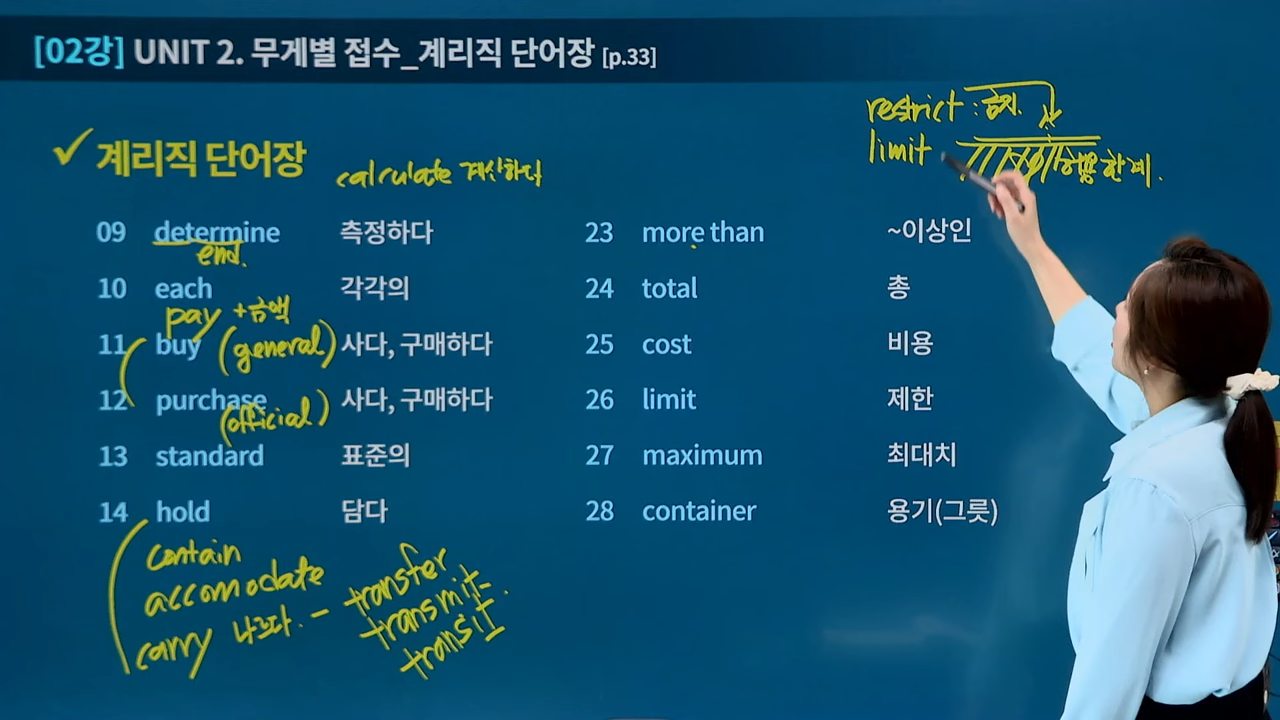 [02강] UNIT 2. 무게별 접수_계리직 단어장 [p.33]
restrict : 금지.
limit 허용 한계.
✓ 계리직 단어장
calculate 계산하다
09 determine 측정하다
end.
10 each 각각의
pay + 금액
11 buy (general) 사다, 구매하다
12 purchase 사다, 구매하다
(official)
13 standard 표준의
14 hold 담다
contain
accomodate
carry 나르다. - transfer
transmit
transit
23 more than ~이상인
24 total 총
25 cost 비용
26 limit 제한
27 maximum 최대치
28 container 용기(그릇)